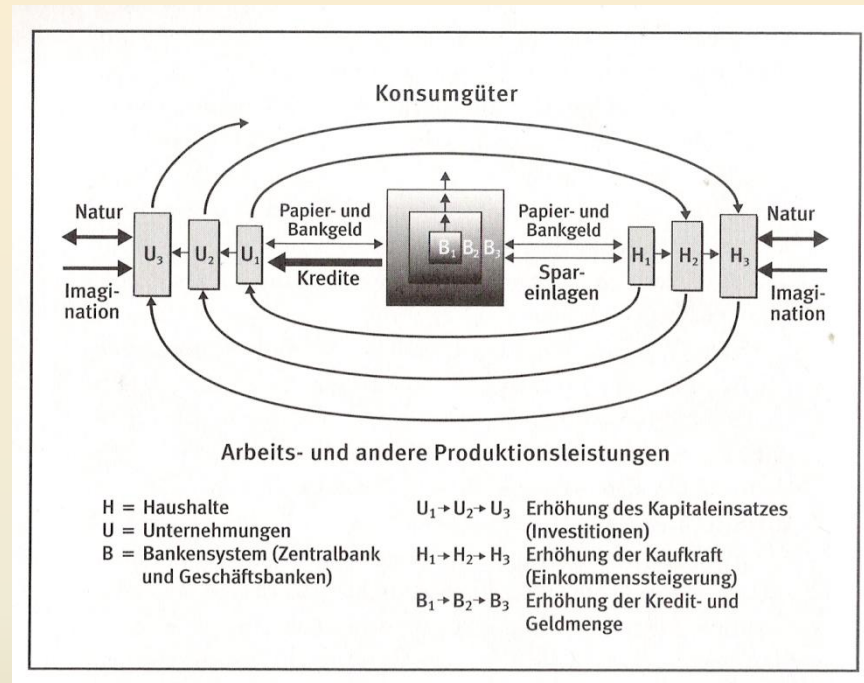 Konsumgüter
Natur
Imagi-
nation
U₃
U₂
U₁
Papier- und
Bankgeld
Kredite
B₁
B₂
B₃
Papier- und
Bankgeld
Spar-
einlagen
H₁
H₂
H₃
Natur
Imagi-
nation
Arbeits- und andere Produktionsleistungen
H = Haushalte
U = Unternehmungen
B = Bankensystem (Zentralbank
und Geschäftsbanken)
U₁→U₂→U₃ Erhöhung des Kapitaleinsatzes
(Investitionen)
H₁→H₂→H₃ Erhöhung der Kaufkraft
(Einkommenssteigerung)
B₁→B₂→B₃ Erhöhung der Kredit- und
Geldmenge